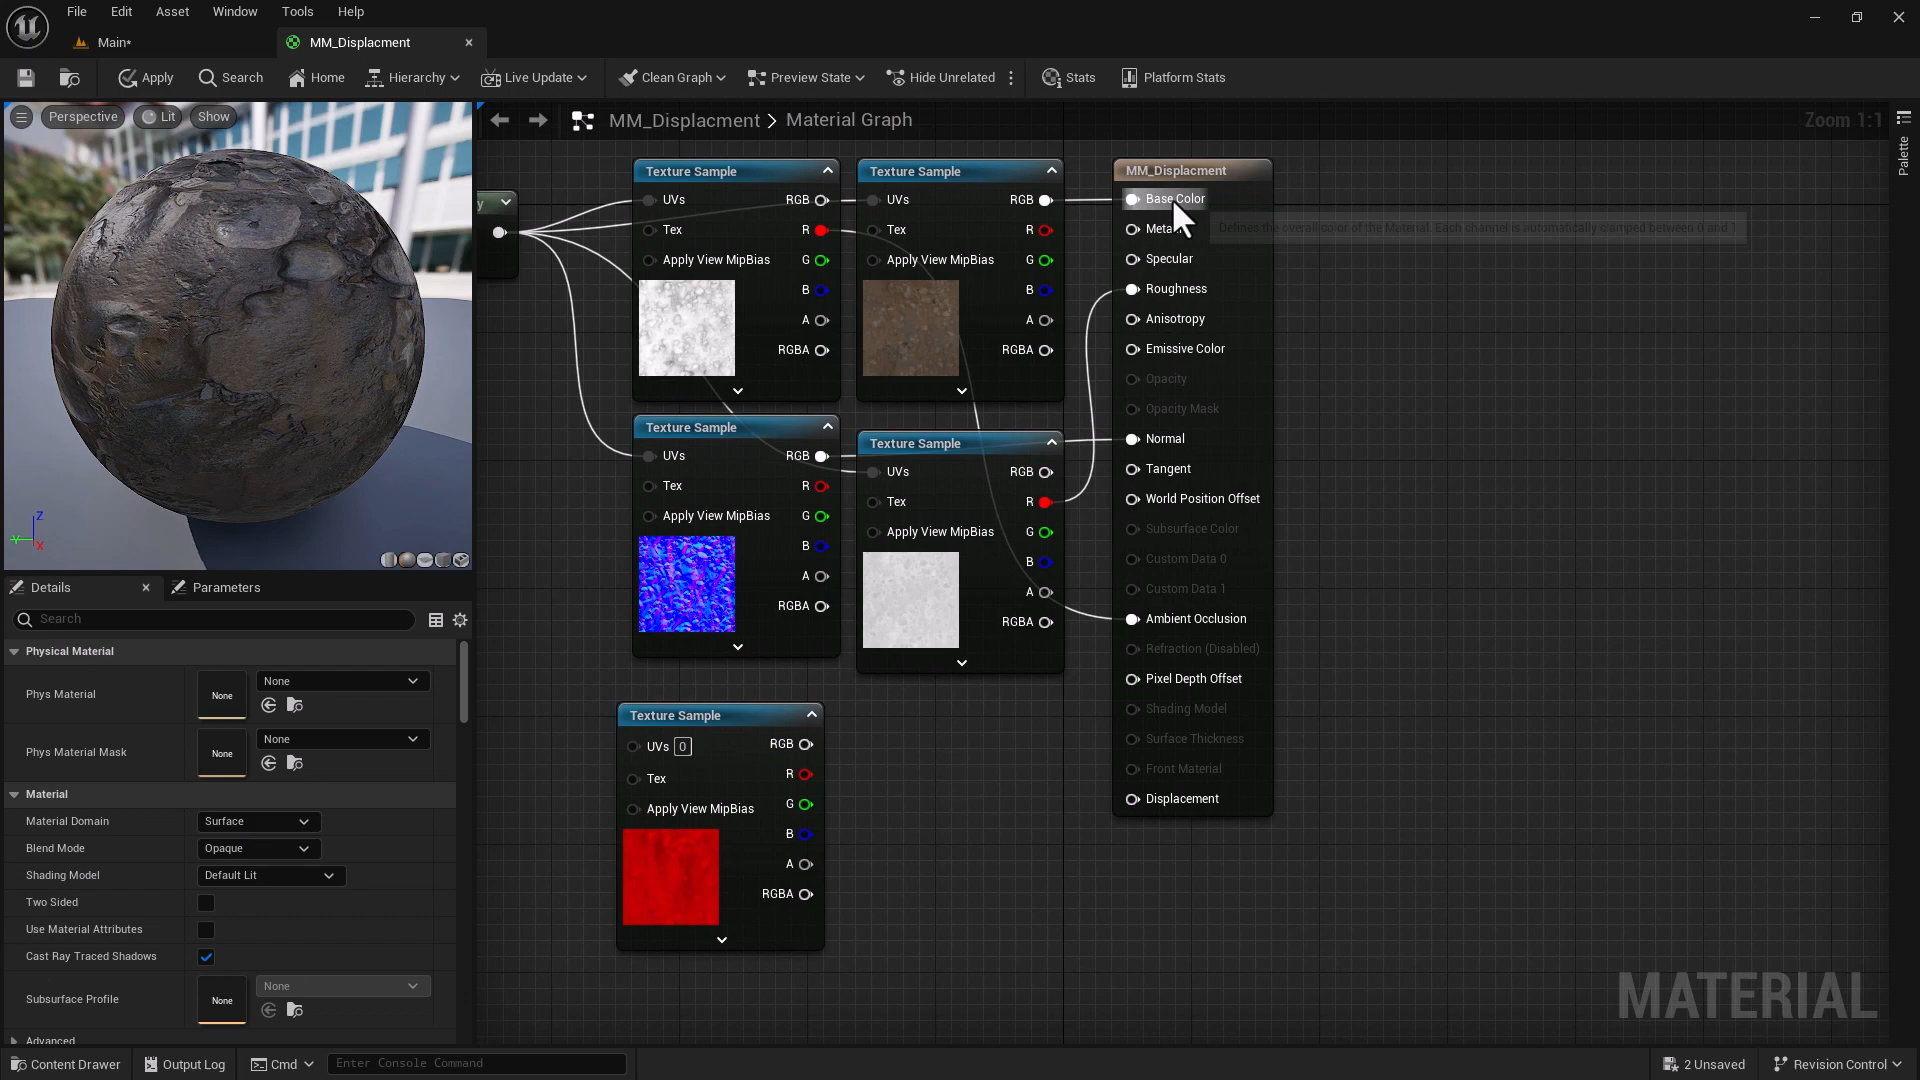 File Edit Asset Window Tools Help
Main*
MM_Displacment
Apply
Search
Home
Hierarchy
Live Update
Clean Graph
Preview State
Hide Unrelated
Stats
Platform Stats
Perspective
Lit
Show
MM_Displacment > Material Graph
Zoom 1:1
Palette
y
Texture Sample
UVs RGB
Tex R
Apply View MipBias G
B
A
RGBA
Texture Sample
UVs RGB
Tex R
Apply View MipBias G
B
A
RGBA
MM_Displacment
Base Color
Defines the overall color of the Material. Each channel is automatically clamped between 0 and 1
Specular
Roughness
Anisotropy
Emissive Color
Opacity
Opacity Mask
Normal
Tangent
World Position Offset
Subsurface Color
Custom Data 0
Custom Data 1
Ambient Occlusion
Refraction (Disabled)
Pixel Depth Offset
Shading Model
Surface Thickness
Front Material
Displacement
Texture Sample
UVs RGB
Tex R
Apply View MipBias G
B
A
RGBA
Texture Sample
UVs RGB
Tex R
Apply View MipBias G
B
A
RGBA
Texture Sample
UVs 0 RGB
Tex R
Apply View MipBias G
B
A
RGBA
Z
Y
X
Details
Parameters
Search
Physical Material
Phys Material None None
Phys Material Mask None None
Material
Material Domain Surface
Blend Mode Opaque
Shading Model Default Lit
Two Sided
Use Material Attributes
Cast Ray Traced Shadows
Subsurface Profile None None
Advanced
MATERIAL
Content Drawer
Output Log
Cmd
Enter Console Command
2 Unsaved
Revision Control